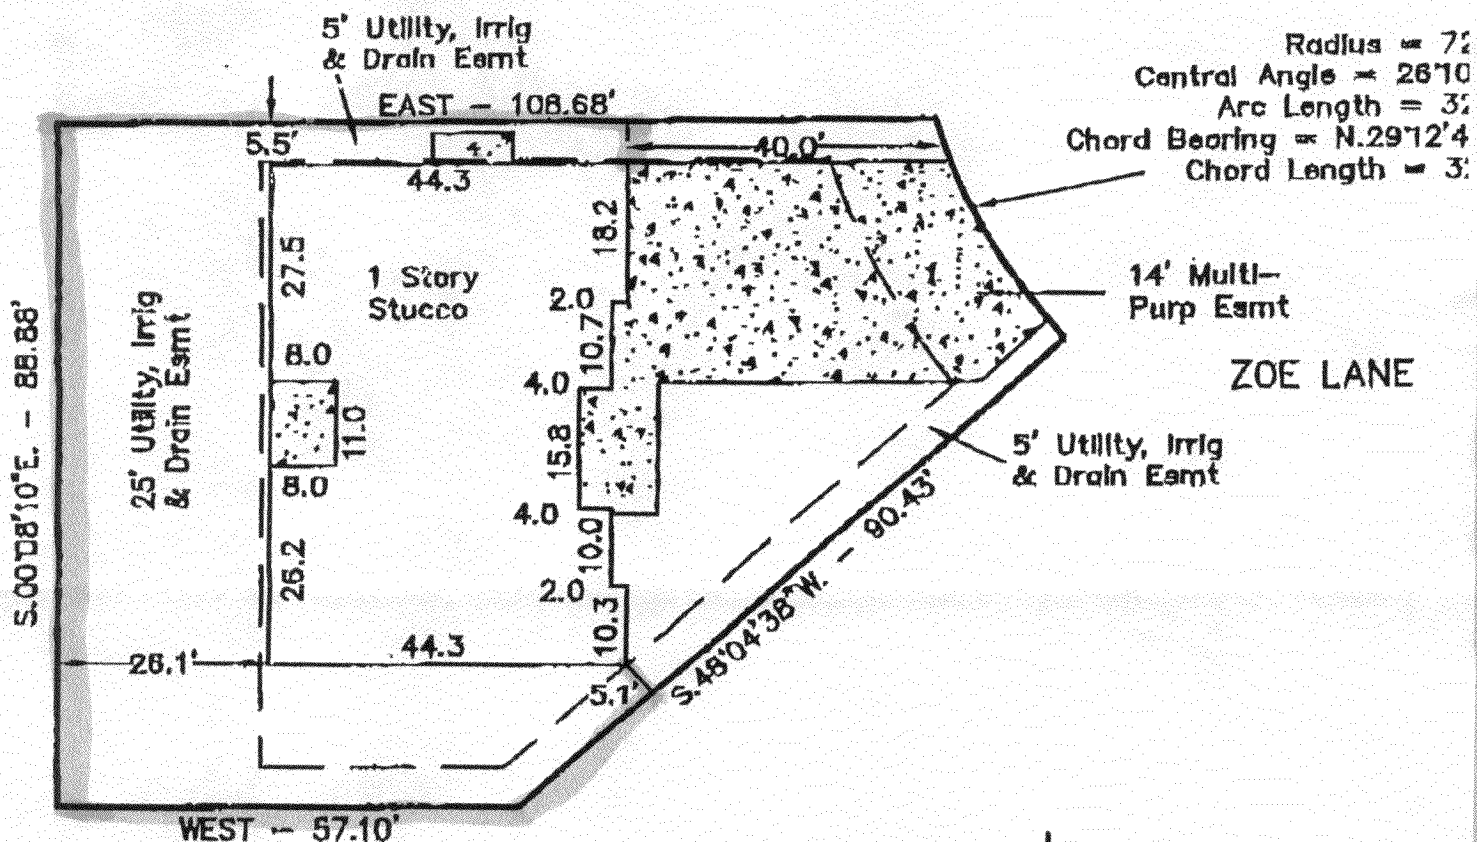 5' Utility, Irrig
& Drain Esmt
Radius = 72
Central Angle = 26°10
Arc Length = 32
Chord Bearing = N.29°12'4
Chord Length = 3
EAST - 108.68'
5.5'
4.
40.0'
44.3
18.2
27.5
1 Story
Stucco
14' Multi-
Purp Esmt
2.0
10.7
ZOE LANE
8.0
4.0
S.00°08'10"E. - 88.88'
25' Utility, Irrig
& Drain Esmt
11.0
15.8
5' Utility, Irrig
& Drain Esmt
8.0
4.0
10.0
26.2
2.0
10.3
S.48°04'38"W. - 90.43'
44.3
26.1'
5.1'
WEST - 57.10'